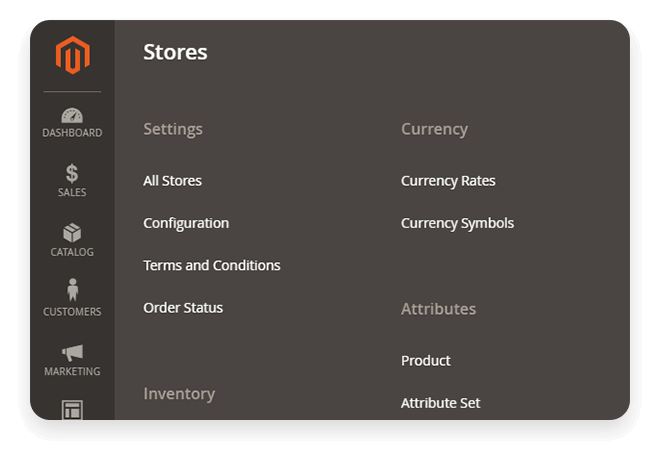 Stores
DASHBOARD
SALES
CATALOG
CUSTOMERS
MARKETING
Settings
All Stores
Configuration
Terms and Conditions
Order Status
Inventory
Currency
Currency Rates
Currency Symbols
Attributes
Product
Attribute Set